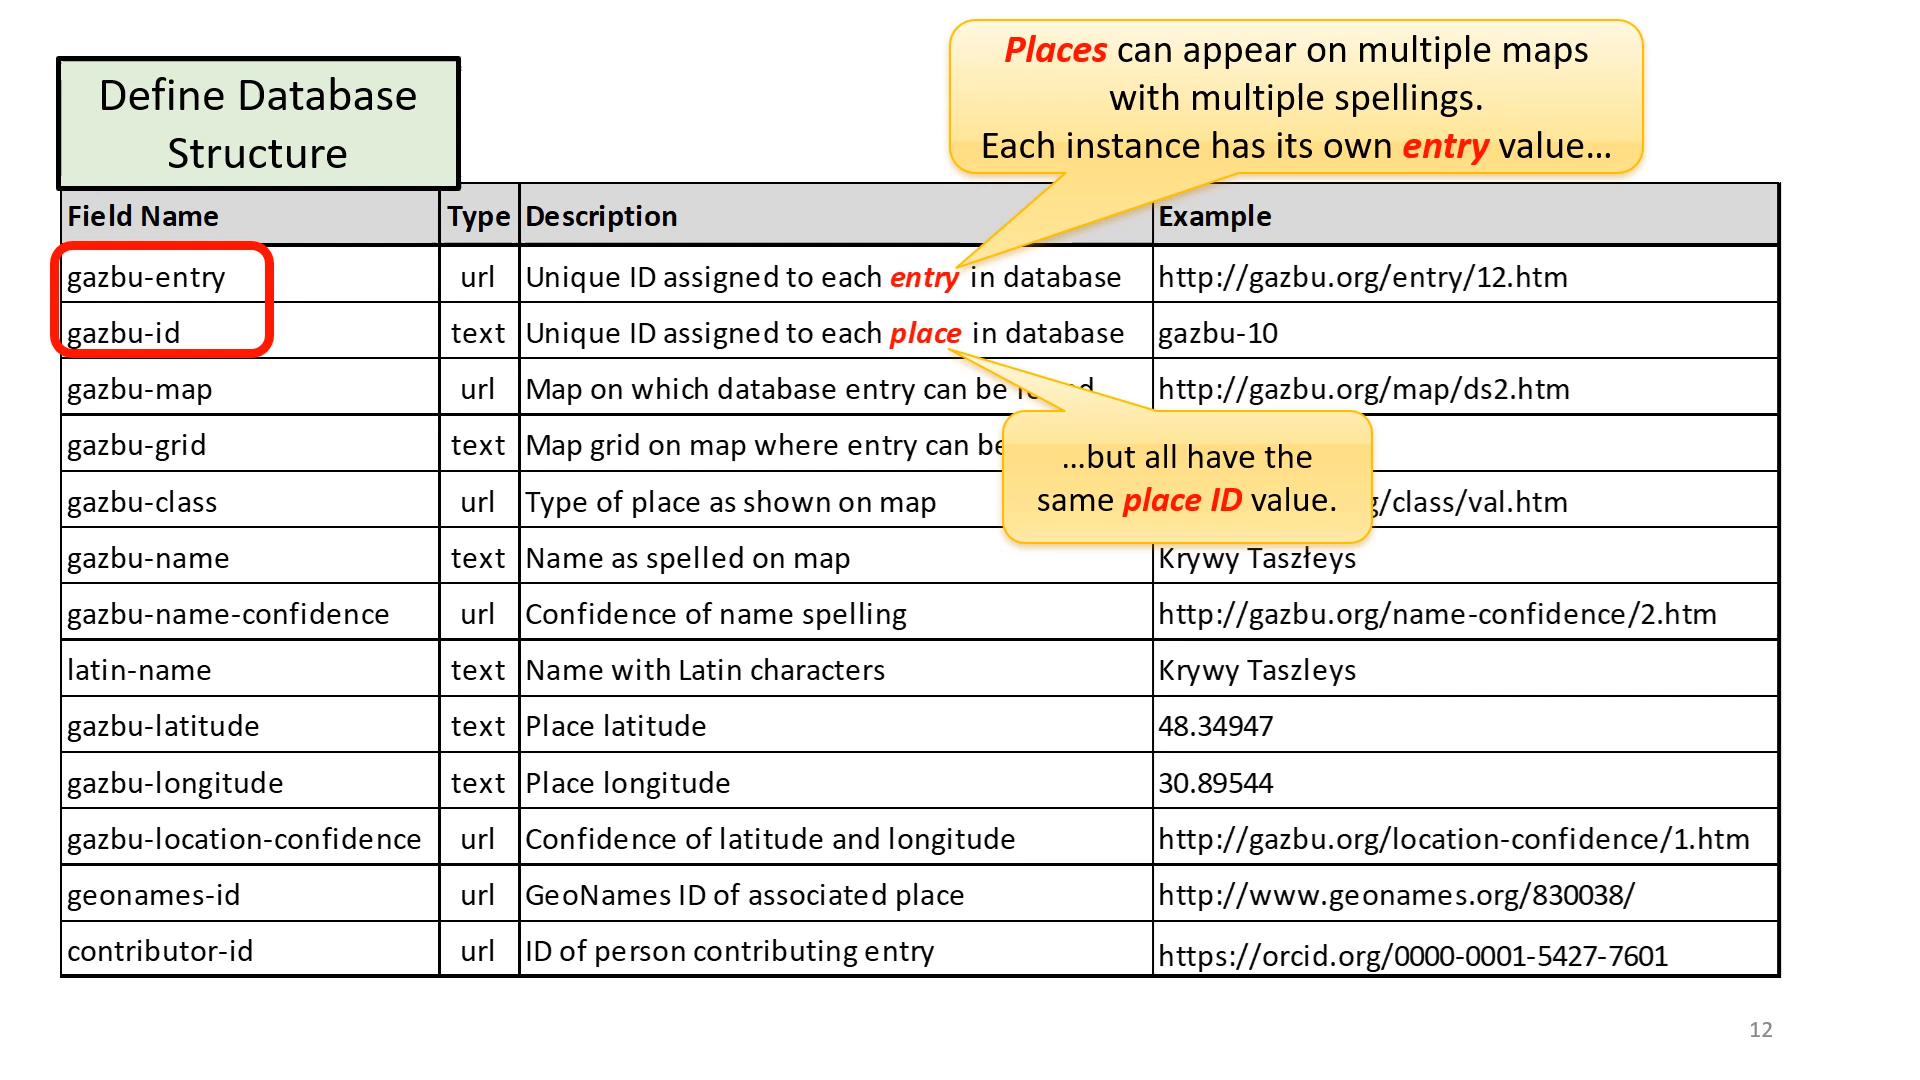 Places can appear on multiple maps
with multiple spellings.
Each instance has its own entry value...
Define Database
Structure
Field Name Type Description Example
gazbu-entry url Unique ID assigned to each entry in database http://gazbu.org/entry/12.htm
gazbu-id text Unique ID assigned to each place in database gazbu-10
gazbu-map url Map on which database entry can be http://gazbu.org/map/ds2.htm
gazbu-grid text Map grid on map where entry can be
...but all have the
same place ID value.
gazbu-class url Type of place as shown on map /class/val.htm
gazbu-name text Name as spelled on map Krywy Taszłeys
gazbu-name-confidence url Confidence of name spelling http://gazbu.org/name-confidence/2.htm
latin-name text Name with Latin characters Krywy Taszleys
gazbu-latitude text Place latitude 48.34947
gazbu-longitude text Place longitude 30.89544
gazbu-location-confidence url Confidence of latitude and longitude http://gazbu.org/location-confidence/1.htm
geonames-id url GeoNames ID of associated place http://www.geonames.org/830038/
contributor-id url ID of person contributing entry https://orcid.org/0000-0001-5427-7601
12